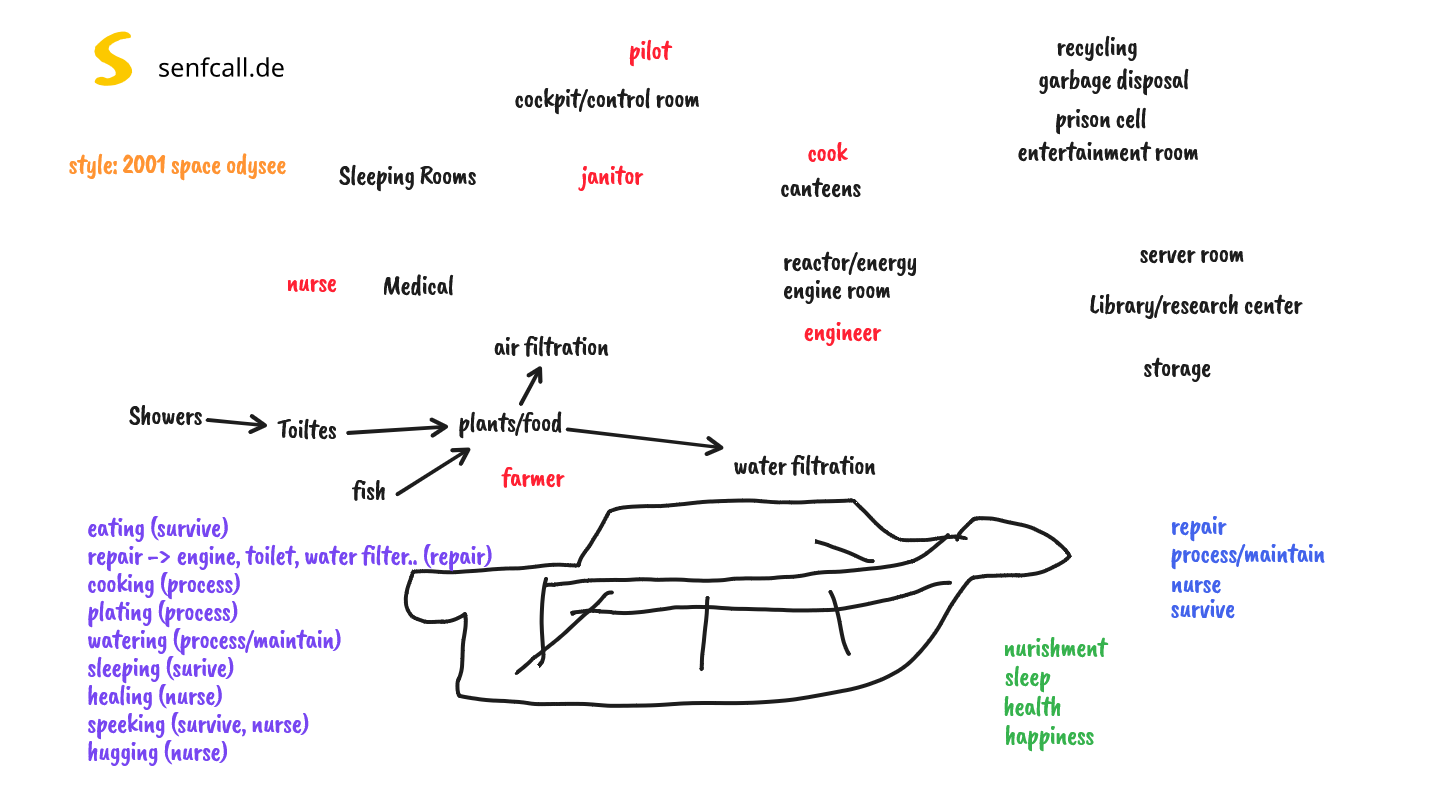 senfcall.de
pilot
cockpit/control room
recycling
garbage disposal
prison cell
entertainment room
style: 2001 space odysee
Sleeping Rooms
janitor
cook
canteens
nurse
Medical
reactor/energy
engine room
engineer
server room
Library/research center
storage
air filtration
Showers
Toiltes
plants/food
water filtration
fish
farmer
eating (survive)
repair -> engine, toilet, water filter.. (repair)
cooking (process)
plating (process)
watering (process/maintain)
sleeping (surive)
healing (nurse)
speeking (survive, nurse)
hugging (nurse)
repair
process/maintain
nurse
survive
nurishment
sleep
health
happiness